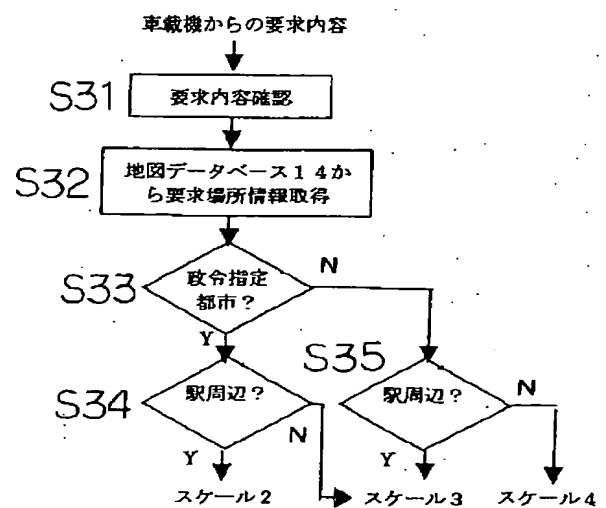 車載機からの要求内容
S31
要求内容確認
S32
地図データベース14か
ら要求場所情報取得
S33
政令指定
都市?
N
Y
S34
駅周辺?
N
Y
S35
駅周辺?
N
Y
スケール2
スケール3
スケール4